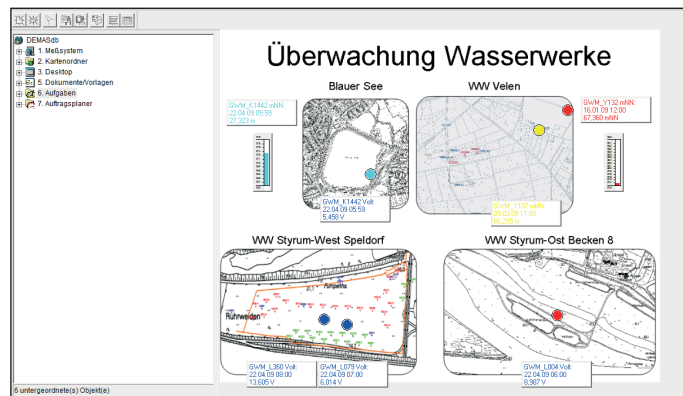 DEMASdb
1. Meßsystem
2. Kartenordner
3. Desktop
5. Dokumente/Vorlagen
6. Aufgaben
7. Auftragsplaner
Überwachung Wasserwerke
Blauer See
WW Velen
GWM_K1442 mNN:
22.04.09 05:59
27,323 m
GWM_Y132 mNN:
16.01.09 12:00
67,360 mNN
GWM_K1442 Volt:
22.04.09 05:59
5,458 V
WW Styrum-West Speldorf
WW Styrum-Ost Becken 8
Ruhrweiden
GWM_L360 Volt:
22.04.09 08:00
13,605 V
GWM_L079 Volt:
22.04.09 07:00
6,014 V
GWM_L004 Volt:
22.04.09 06:00
8,987 V
6 untergeordnete(s) Objekt(e)